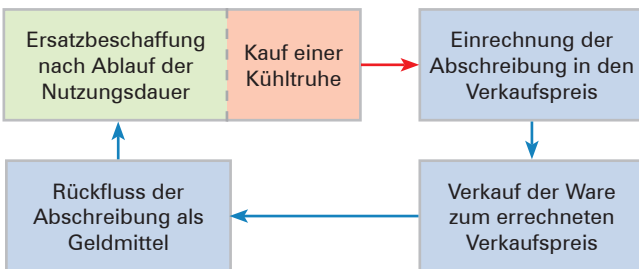 Ersatzbeschaffung
nach Ablauf der
Nutzungsdauer
Kauf einer
Kühltruhe
Einrechnung der
Abschreibung in den
Verkaufspreis
Rückfluss der
Abschreibung als
Geldmittel
Verkauf der Ware
zum errechneten
Verkaufspreis